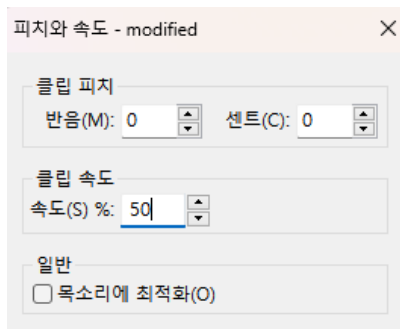 피치와 속도 - modified
클립 피치
반음(M): 0 센트(C): 0
클립 속도
속도(S) %: 50
일반
목소리에 최적화(O)